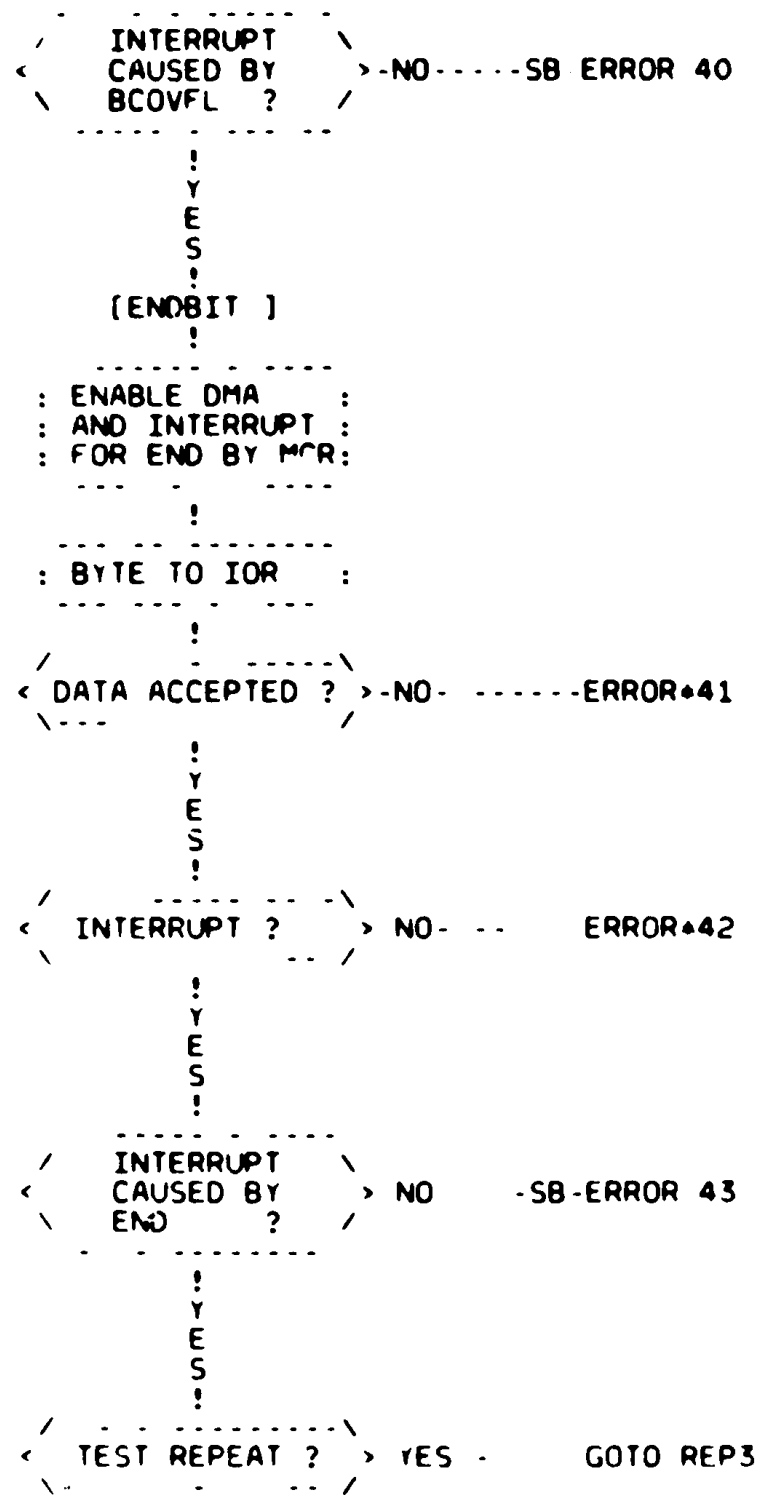 INTERRUPT
CAUSED BY >-NO-----SB ERROR 40
BCOVFL ?
!
Y
E
S
!
[ENDBIT ]
!
: ENABLE DMA :
: AND INTERRUPT :
: FOR END BY MCR:
!
: BYTE TO IOR :
!
< DATA ACCEPTED ? >-NO- ------ERROR*41
!
Y
E
S
!
< INTERRUPT ? > NO- -- ERROR*42
!
Y
E
S
!
INTERRUPT
< CAUSED BY > NO -SB-ERROR 43
END ?
!
Y
E
S
!
< TEST REPEAT ? > YES - GOTO REP3